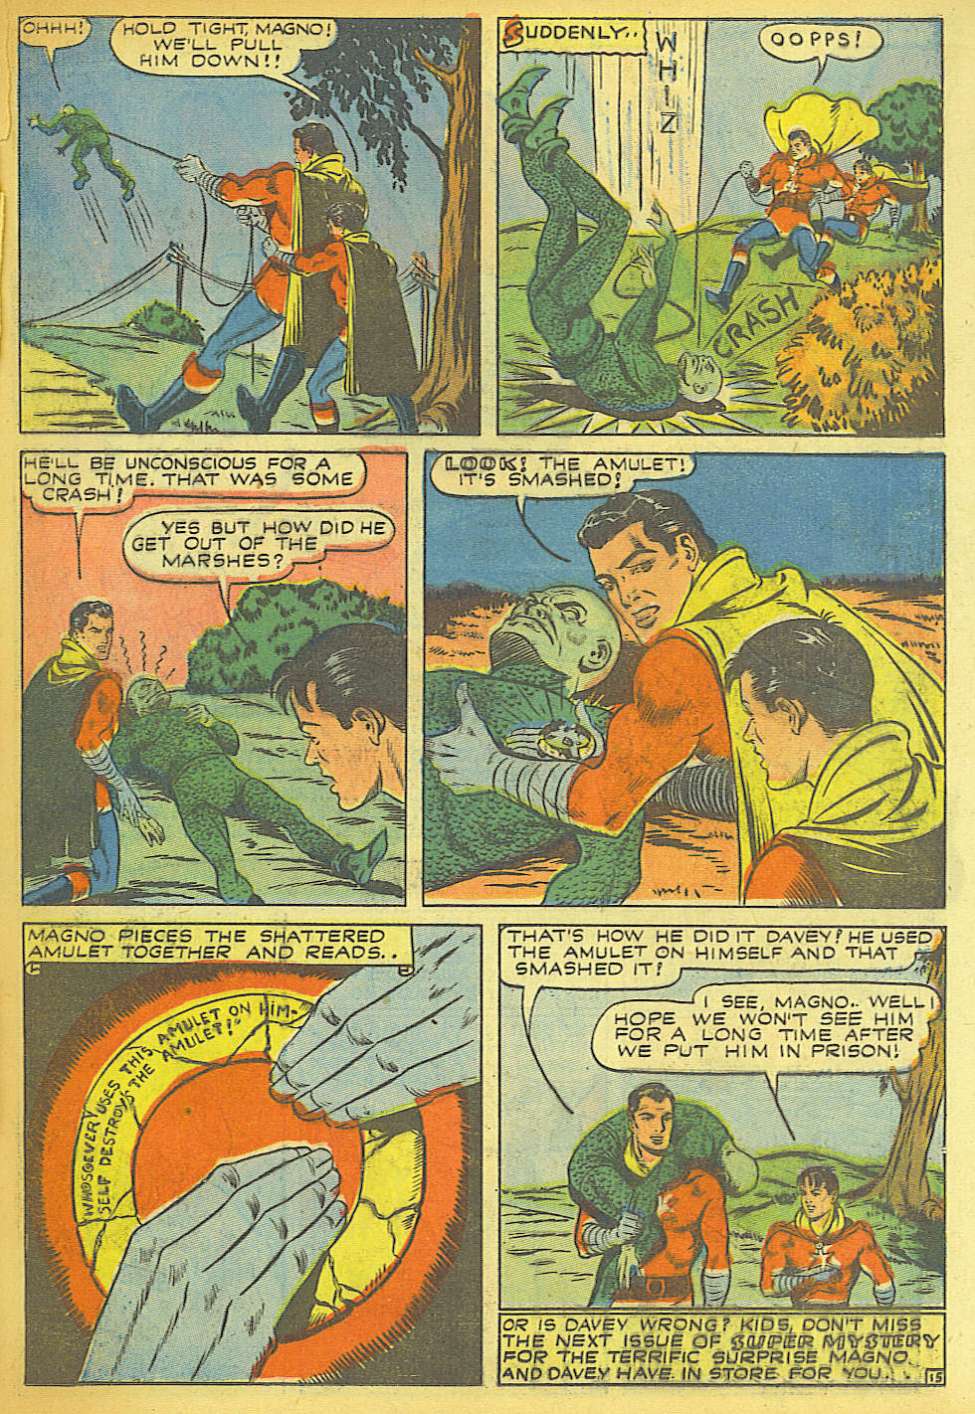 OHHH!
HOLD TIGHT, MAGNO!
WE'LL PULL
HIM DOWN!!
SUDDENLY..
WHIZ
OOPPS!
CRASH
HE'LL BE UNCONSCIOUS FOR A
LONG TIME. THAT WAS SOME
CRASH!
YES BUT HOW DID HE
GET OUT OF THE
MARSHES?
LOOK! THE AMULET!
IT'S SMASHED!
MAGNO PIECES THE SHATTERED
AMULET TOGETHER AND READS..
WHOSOEVERY USES THIS AMULET ON HIM-
SELF DESTROYS THE AMULET!"
THAT'S HOW HE DID IT DAVEY! HE USED
THE AMULET ON HIMSELF AND THAT
SMASHED IT!
I SEE, MAGNO.. WELL I
HOPE WE WON'T SEE HIM
FOR A LONG TIME AFTER
WE PUT HIM IN PRISON!
OR IS DAVEY WRONG? KIDS, DON'T MISS
THE NEXT ISSUE OF SUPER MYSTERY
FOR THE TERRIFIC SURPRISE MAGNO
AND DAVEY HAVE IN STORE FOR YOU...
15